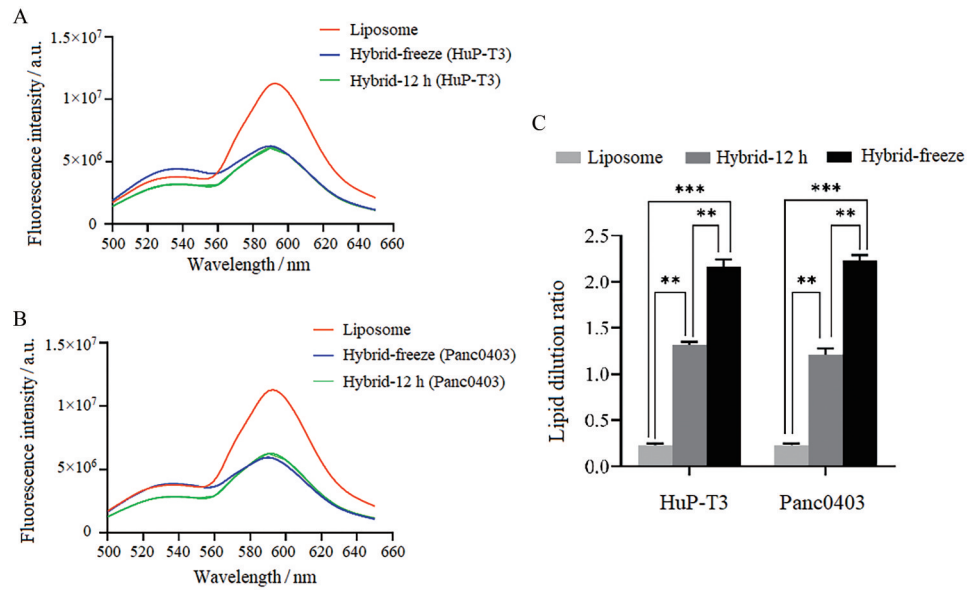 A
Liposome
Hybrid-freeze (HuP-T3)
Hybrid-12 h (HuP-T3)
Fluorescence intensity / a.u.
1.5×10⁷
1×10⁷
5×10⁶
0
500 520 540 560 580 600 620 640 660
Wavelength / nm
B
Liposome
Hybrid-freeze (Panc0403)
Hybrid-12 h (Panc0403)
Fluorescence intensity / a.u.
1.5×10⁷
1×10⁷
5×10⁶
0
500 520 540 560 580 600 620 640 660
Wavelength / nm
C
Liposome Hybrid-12 h Hybrid-freeze
*** ***
** **
** **
Lipid dilution ratio
2.5
2.0
1.5
1.0
0.5
0.0
HuP-T3 Panc0403